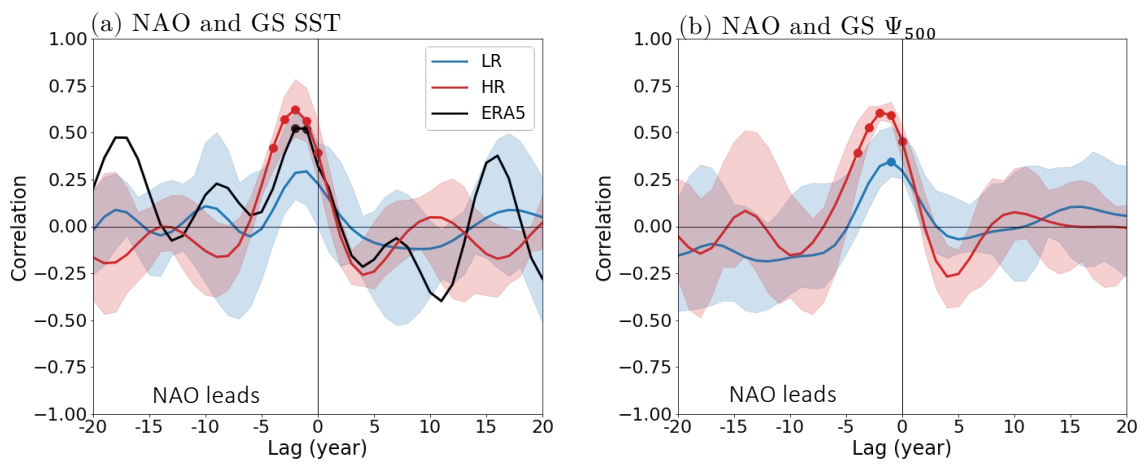 (a) NAO and GS SST
1.00
0.75
0.50
0.25
0.00
−0.25
−0.50
−0.75
−1.00
Correlation
LR
HR
ERA5
NAO leads
-20 -15 -10 -5 0 5 10 15 20
Lag (year)
(b) NAO and GS Ψ500
1.00
0.75
0.50
0.25
0.00
−0.25
−0.50
−0.75
−1.00
Correlation
NAO leads
-20 -15 -10 -5 0 5 10 15 20
Lag (year)